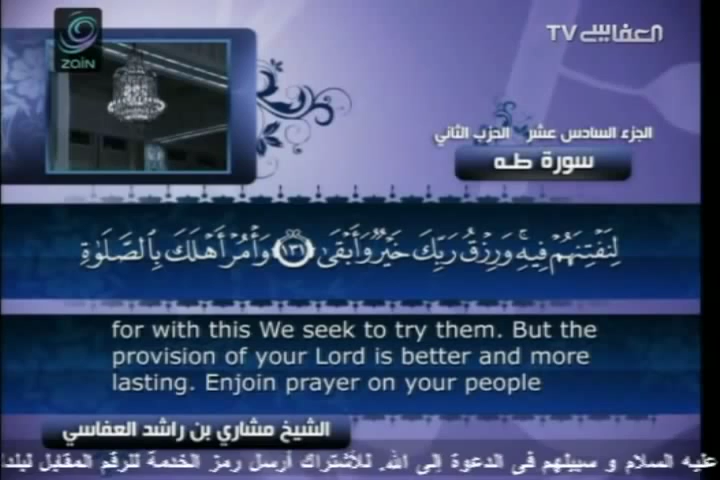 zain
العفاسي TV
الجزء السادس عشر الحزب الثاني
سورة طه
لِنَفْتِنَهُمْ فِيهِ ۚ وَرِزْقُ رَبِّكَ خَيْرٌ وَأَبْقَىٰ ١٣١ وَأْمُرْ أَهْلَكَ بِالصَّلَوٰةِ
for with this We seek to try them. But the
provision of your Lord is better and more
lasting. Enjoin prayer on your people
الشيخ مشاري بن راشد العفاسي
عليه السلام و سبيلهم في الدعوة إلى الله. للأشتراك أرسل رمز الخدمة للرقم المقابل لبلد